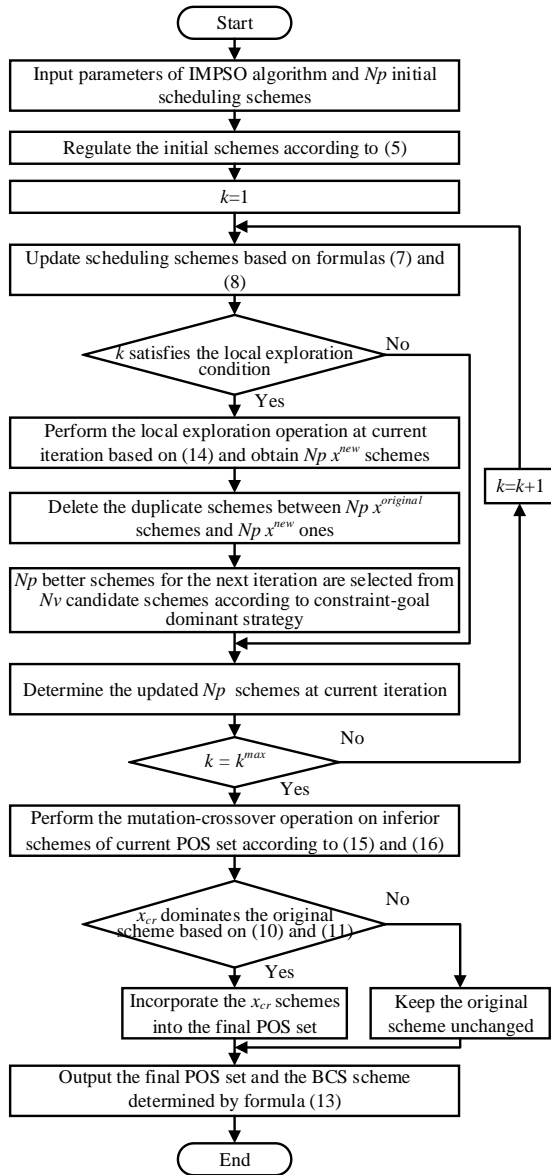 Start
Input parameters of IMPSO algorithm and Np initial
scheduling schemes
Regulate the initial schemes according to (5)
k=1
Update scheduling schemes based on formulas (7) and
(8)
k satisfies the local exploration
condition
No
Yes
Perform the local exploration operation at current
iteration based on (14) and obtain Np x^new schemes
k=k+1
Delete the duplicate schemes between Np x^original
schemes and Np x^new ones
Np better schemes for the next iteration are selected from
Nv candidate schemes according to constraint-goal
dominant strategy
Determine the updated Np schemes at current iteration
k = k^max
No
Yes
Perform the mutation-crossover operation on inferior
schemes of current POS set according to (15) and (16)
x_cr dominates the original
scheme based on (10) and (11)
No
Yes
Incorporate the x_cr schemes
into the final POS set
Keep the original
scheme unchanged
Output the final POS set and the BCS scheme
determined by formula (13)
End